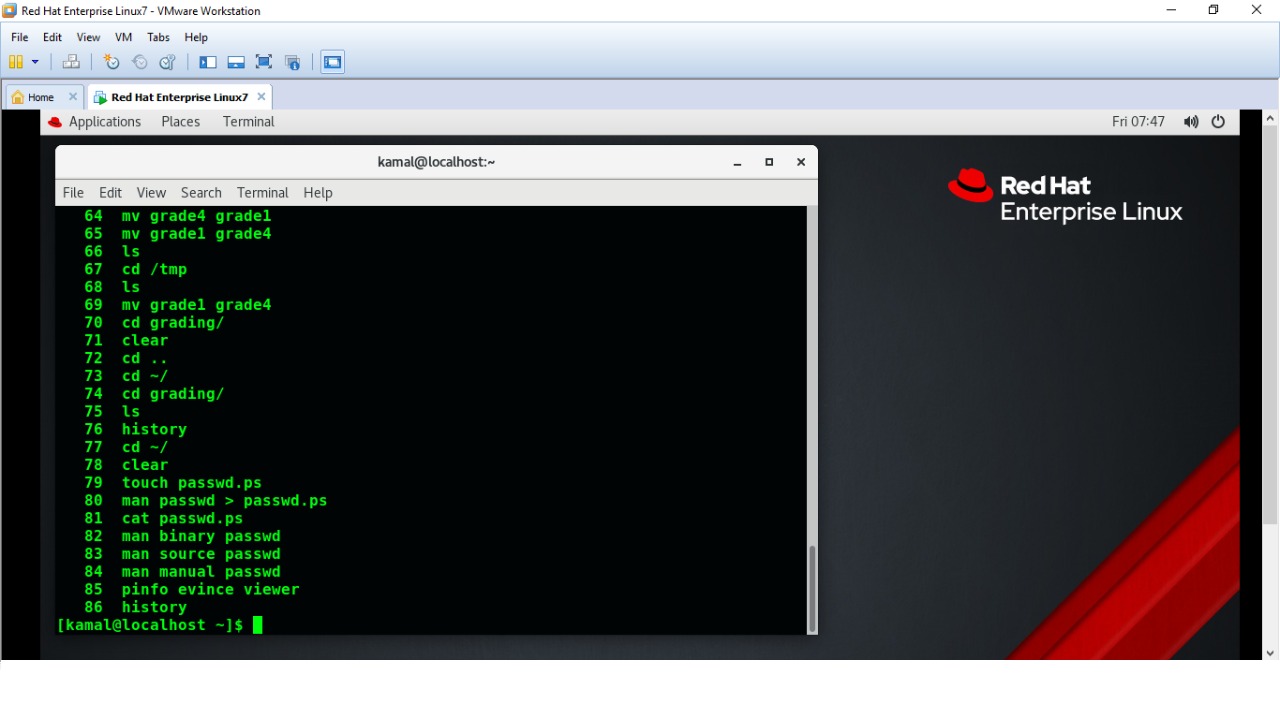 Red Hat Enterprise Linux7 - VMware Workstation
File Edit View VM Tabs Help
Home Red Hat Enterprise Linux7
Applications Places Terminal Fri 07:47
kamal@localhost:~
File Edit View Search Terminal Help
64 mv grade4 grade1
65 mv grade1 grade4
66 ls
67 cd /tmp
68 ls
69 mv grade1 grade4
70 cd grading/
71 clear
72 cd ..
73 cd ~/
74 cd grading/
75 ls
76 history
77 cd ~/
78 clear
79 touch passwd.ps
80 man passwd > passwd.ps
81 cat passwd.ps
82 man binary passwd
83 man source passwd
84 man manual passwd
85 pinfo evince viewer
86 history
[kamal@localhost ~]$
Red Hat
Enterprise Linux